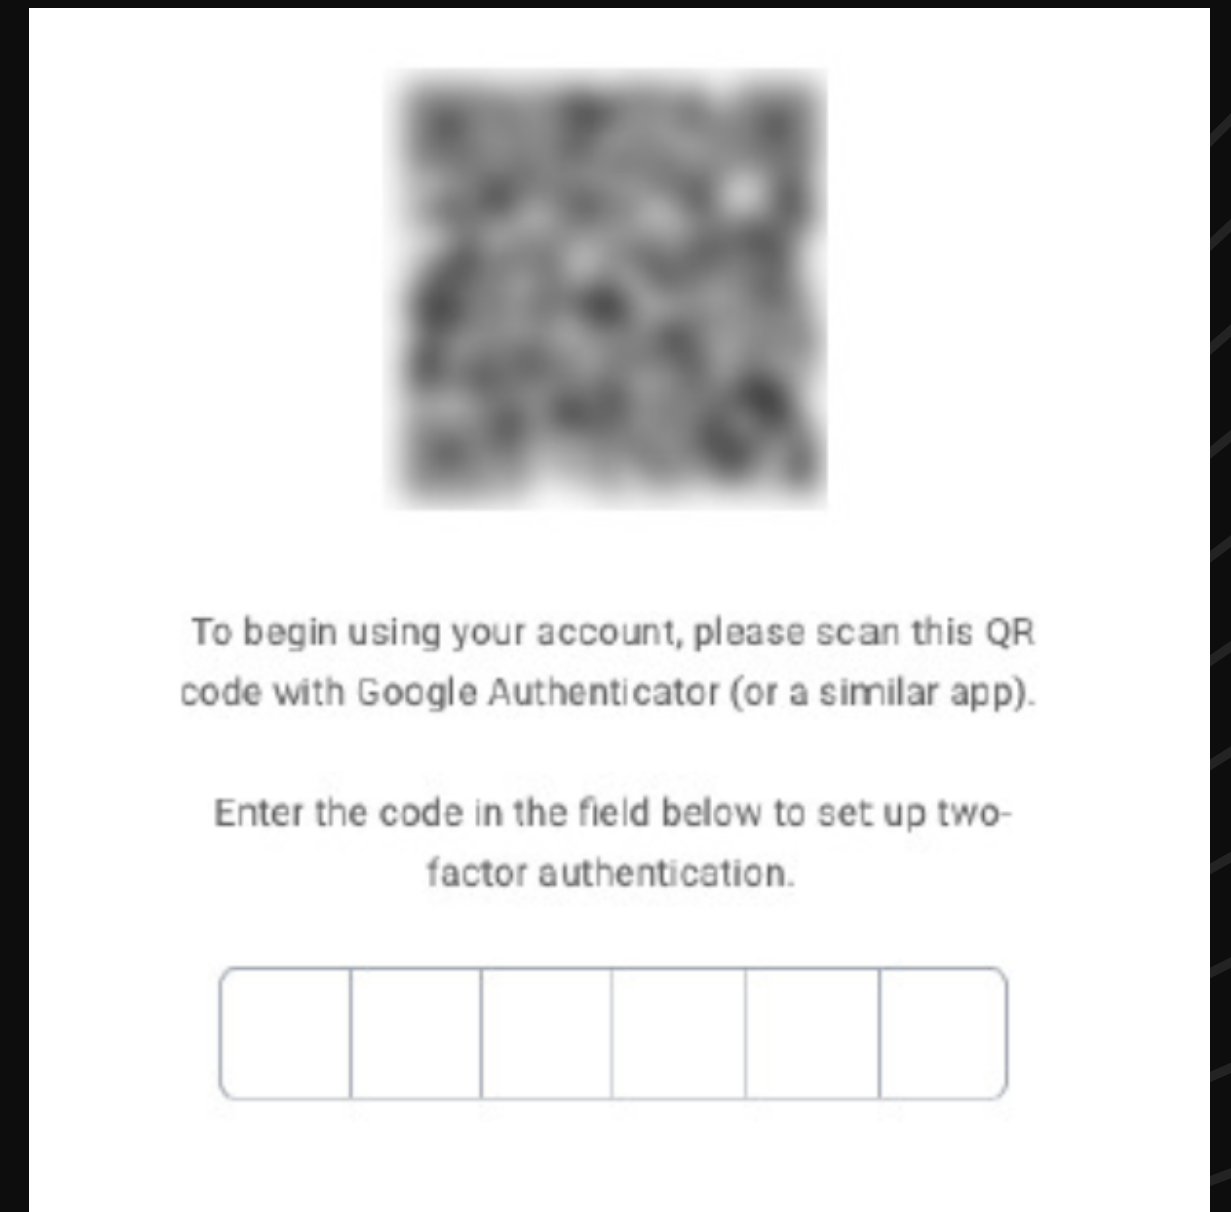 To begin using your account, please scan this QR
code with Google Authenticator (or a similar app).
Enter the code in the field below to set up two-
factor authentication.